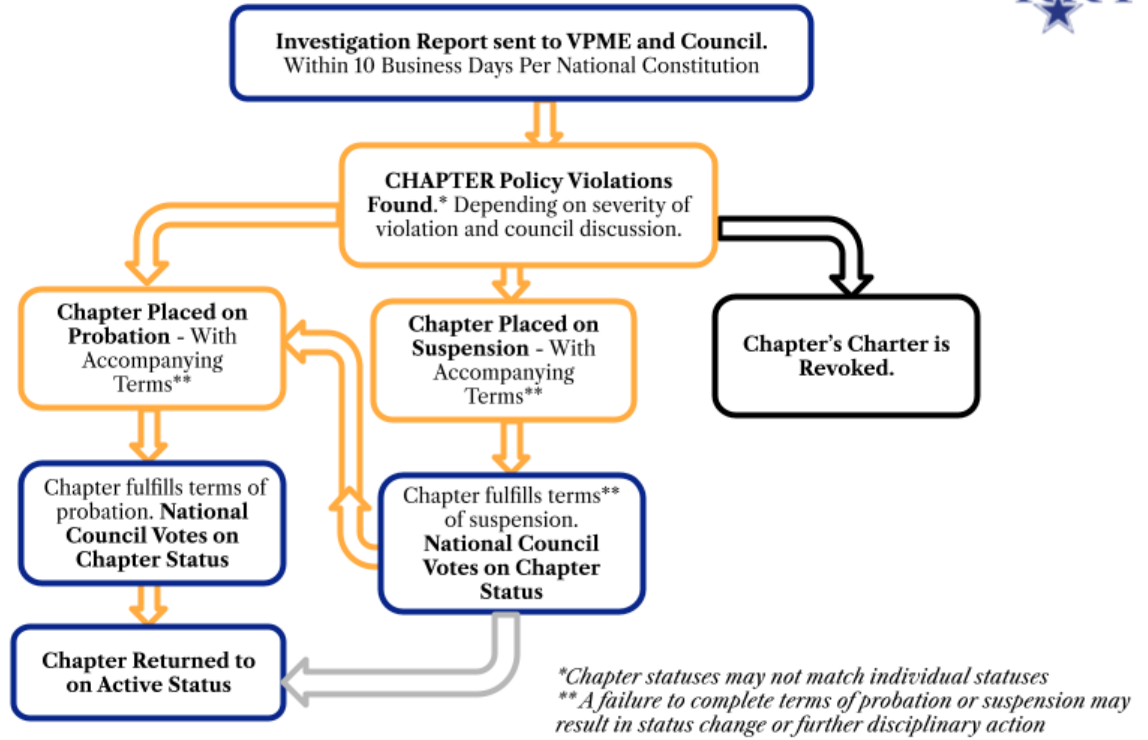 Investigation Report sent to VPME and Council.
Within 10 Business Days Per National Constitution
CHAPTER Policy Violations
Found.* Depending on severity of
violation and council discussion.
Chapter Placed on
Probation - With
Accompanying
Terms**
Chapter Placed on
Suspension - With
Accompanying
Terms**
Chapter's Charter is
Revoked.
Chapter fulfills terms of
probation. National
Council Votes on
Chapter Status
Chapter fulfills terms**
of suspension.
National Council
Votes on Chapter
Status
Chapter Returned to
on Active Status
*Chapter statuses may not match individual statuses
** A failure to complete terms of probation or suspension may
result in status change or further disciplinary action